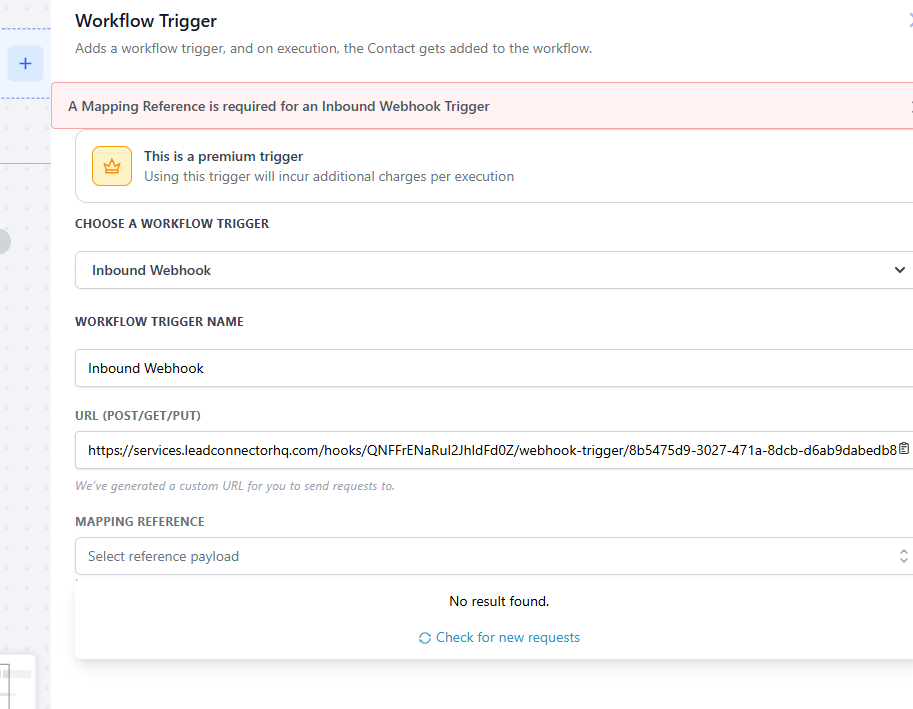 Workflow Trigger
Adds a workflow trigger, and on execution, the Contact gets added to the workflow.
A Mapping Reference is required for an Inbound Webhook Trigger
This is a premium trigger
Using this trigger will incur additional charges per execution
CHOOSE A WORKFLOW TRIGGER
Inbound Webhook
WORKFLOW TRIGGER NAME
Inbound Webhook
URL (POST/GET/PUT)
https://services.leadconnectorhq.com/hooks/QNFFrENaRuI2JhIdFd0Z/webhook-trigger/8b5475d9-3027-471a-8dcb-d6ab9dabedb8
We've generated a custom URL for you to send requests to.
MAPPING REFERENCE
Select reference payload
No result found.
Check for new requests